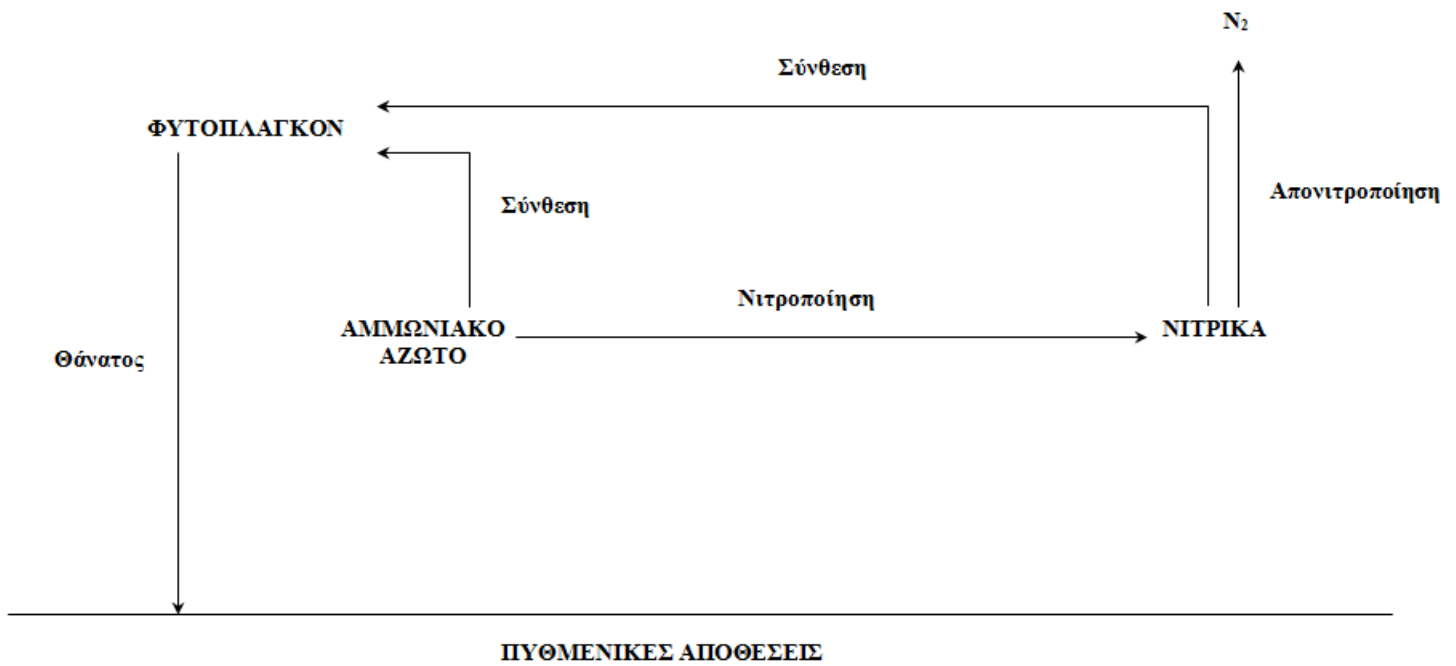 N₂
Σύνθεση
ΦΥΤΟΠΛΑΓΚΟΝ
Απονιτροποίηση
Σύνθεση
Νιτροποίηση
ΑΜΜΩΝΙΑΚΟ
ΑΖΩΤΟ
ΝΙΤΡΙΚΑ
Θάνατος
ΠΥΘΜΕΝΙΚΕΣ ΑΠΟΘΕΣΕΙΣ